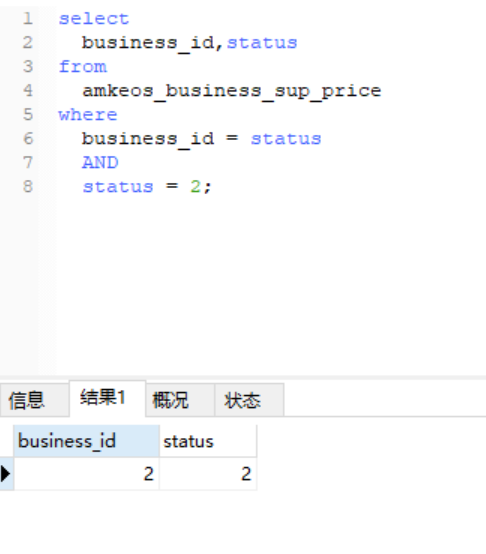 1 select
2 business_id,status
3 from
4 amkeos_business_sup_price
5 where
6 business_id = status
7 AND
8 status = 2;
信息 结果1 概况 状态
business_id status
2 2